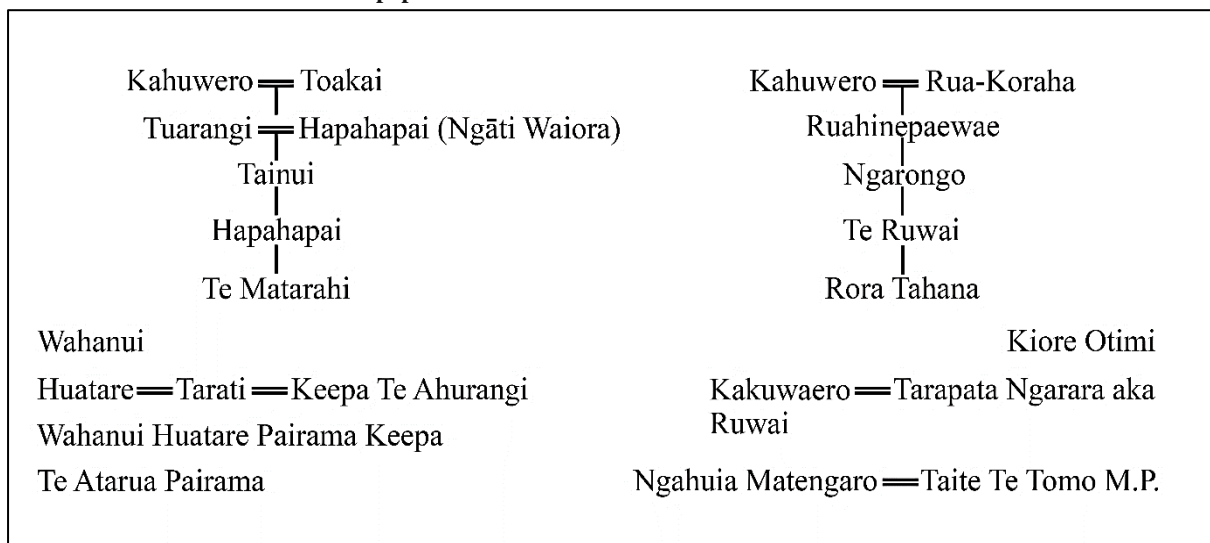 Kahuwero Toakai
Tuarangi Hapahapai (Ngāti Waiora)
Tainui
Hapahapai
Te Matarahi
Kahuwero Rua-Koraha
Ruahinepaewae
Ngarongo
Te Ruwai
Rora Tahana
Wahanui
Huatare Tarati Keepa Te Ahurangi
Wahanui Huatare Pairama Keepa
Te Atarua Pairama
Kiore Otimi
Kakuwaero Tarapata Ngarara aka
Ruwai
Ngahuia Matengaro Taite Te Tomo M.P.